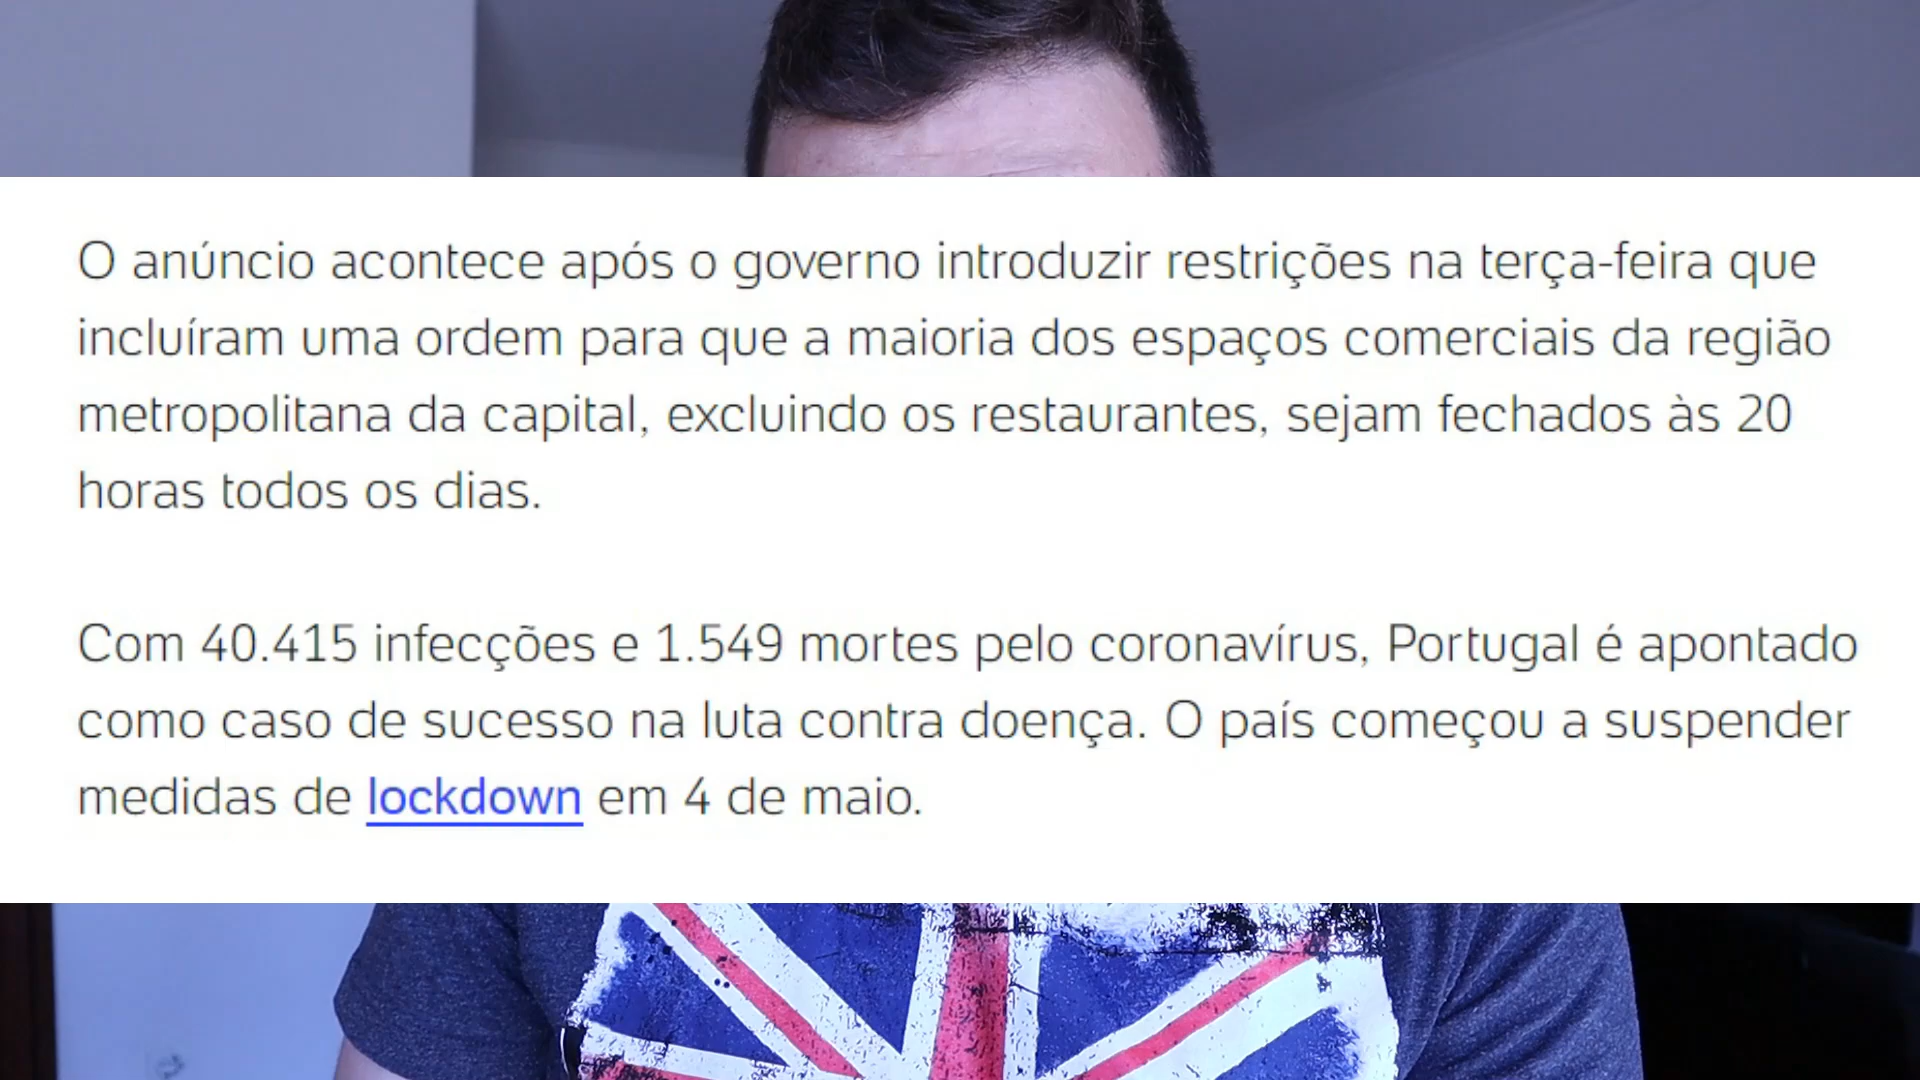 O anúncio acontece após o governo introduzir restrições na terça-feira que
incluíram uma ordem para que a maioria dos espaços comerciais da região
metropolitana da capital, excluindo os restaurantes, sejam fechados às 20
horas todos os dias.
Com 40.415 infecções e 1.549 mortes pelo coronavírus, Portugal é apontado
como caso de sucesso na luta contra doença. O país começou a suspender
medidas de lockdown em 4 de maio.